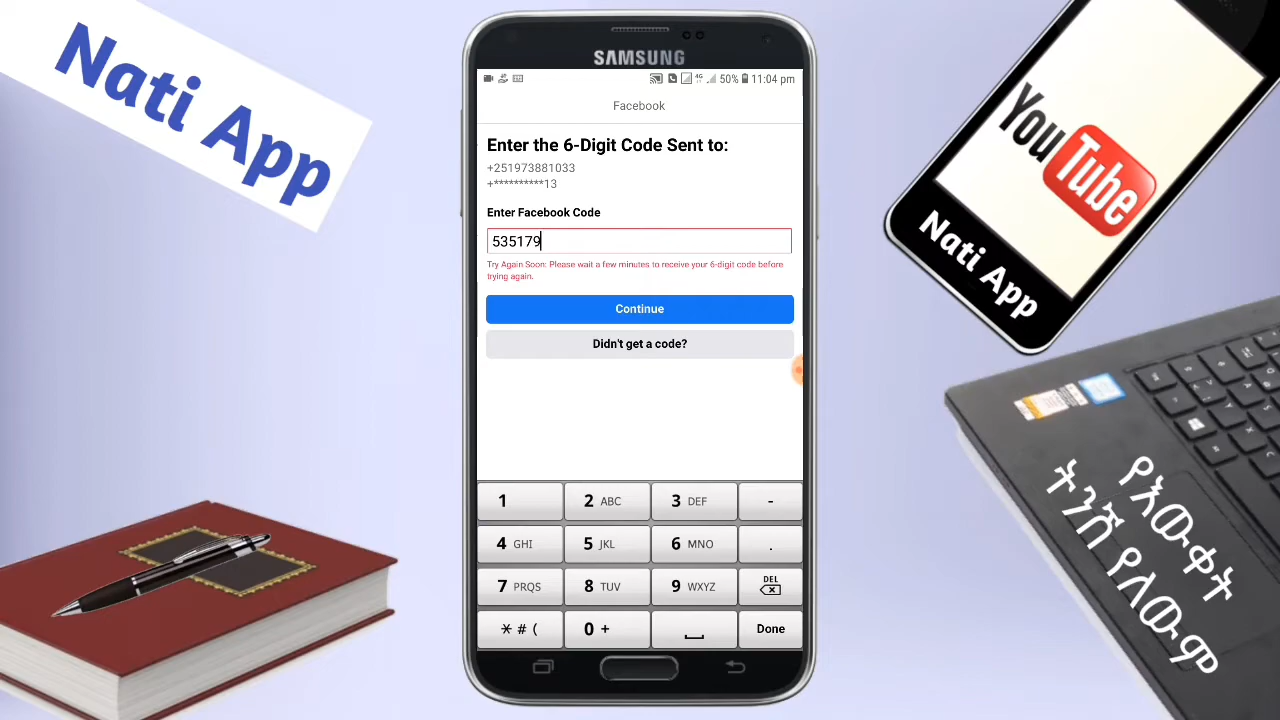 Nati App
SAMSUNG
50% 11:04 pm
Facebook
Enter the 6-Digit Code Sent to:
+251973881033
+**********13
Enter Facebook Code
535179
Try Again Soon: Please wait a few minutes to receive your 6-digit code before
trying again.
Continue
Didn't get a code?
1
2 ABC
3 DEF
-
4 GHI
5 JKL
6 MNO
.
7 PRQS
8 TUV
9 WXYZ
DEL
* # (
0 +
Done
YouTube
Nati App
የእውቀት
ትንሽ የለውም